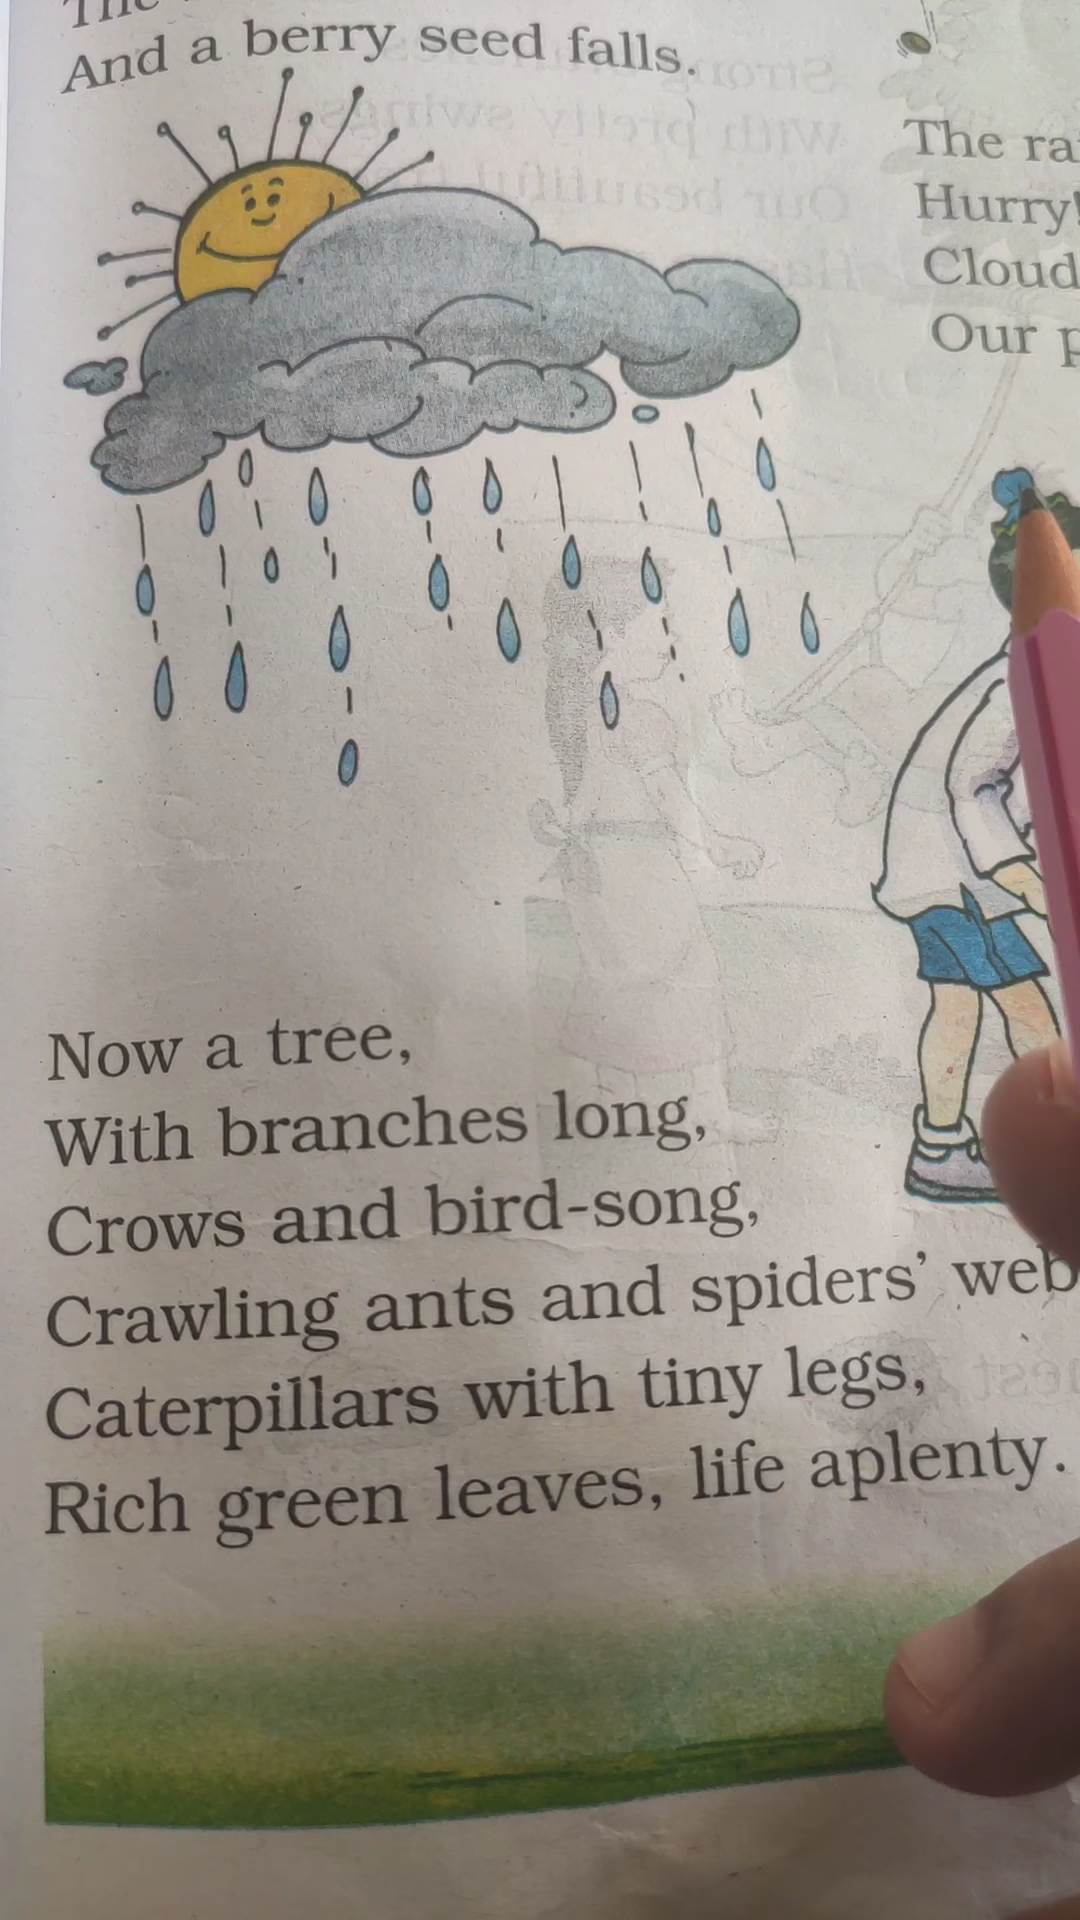 And a berry seed falls.
The
Hurry!
Cloud
Our
Now a tree,
With branches long,
Crows and bird-song,
Crawling ants and spiders’ web
Caterpillars with tiny legs,
Rich green leaves, life aplenty.